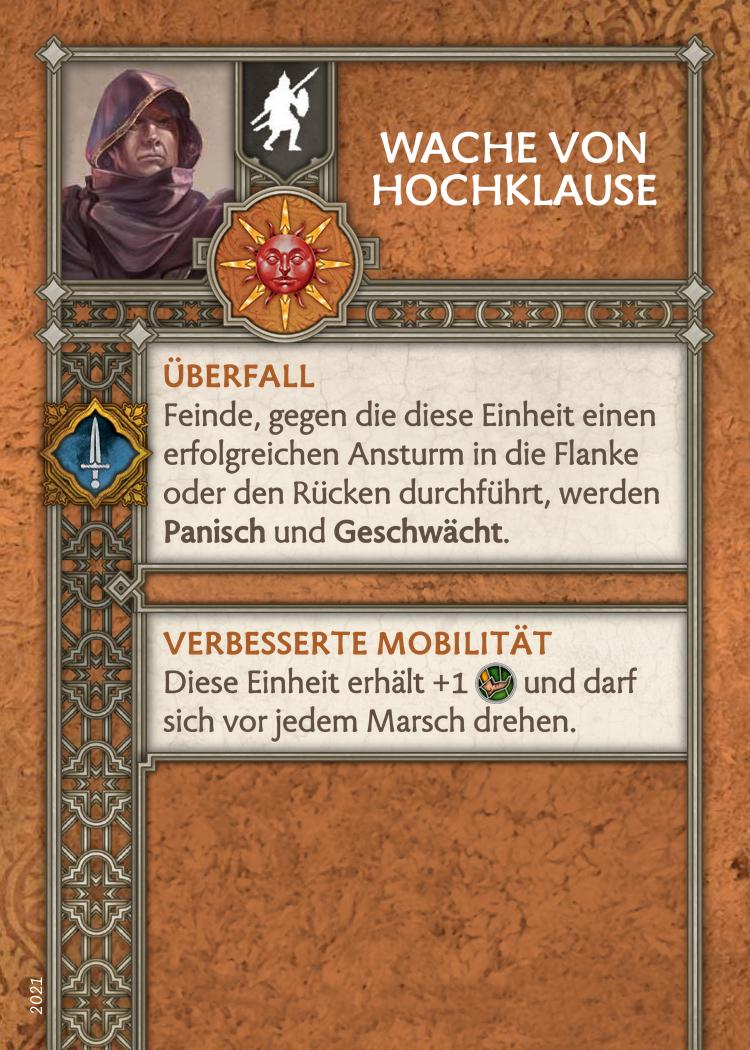 WACHE VON
HOCHKLAUSE
ÜBERFALL
Feinde, gegen die diese Einheit einen
erfolgreichen Ansturm in die Flanke
oder den Rücken durchführt, werden
Panisch und Geschwächt.
VERBESSERTE MOBILITÄT
Diese Einheit erhält +1 und darf
sich vor jedem Marsch drehen.
2021